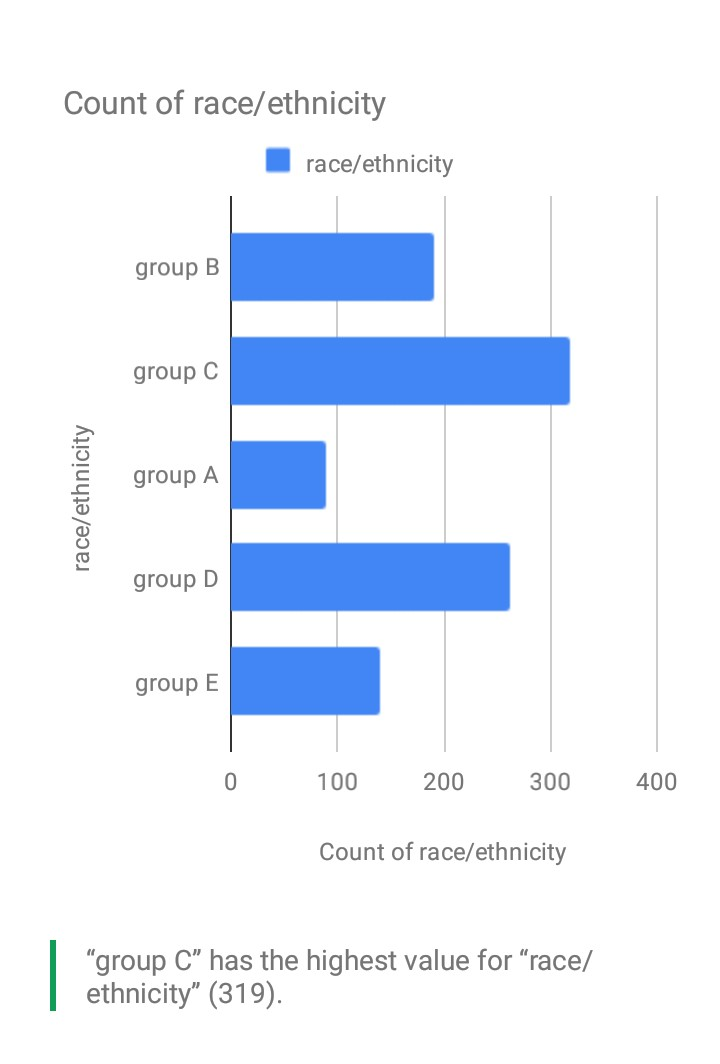 Count of race/ethnicity
race/ethnicity
group B
group C
group A
group D
group E
race/ethnicity
0 100 200 300 400
Count of race/ethnicity
“group C” has the highest value for “race/
ethnicity” (319).